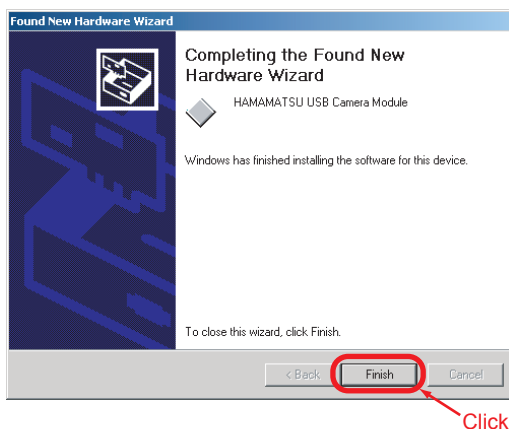 Found New Hardware Wizard
Completing the Found New
Hardware Wizard
HAMAMATSU USB Camera Module
Windows has finished installing the software for this device.
To close this wizard, click Finish.
< Back Finish Cancel
Click